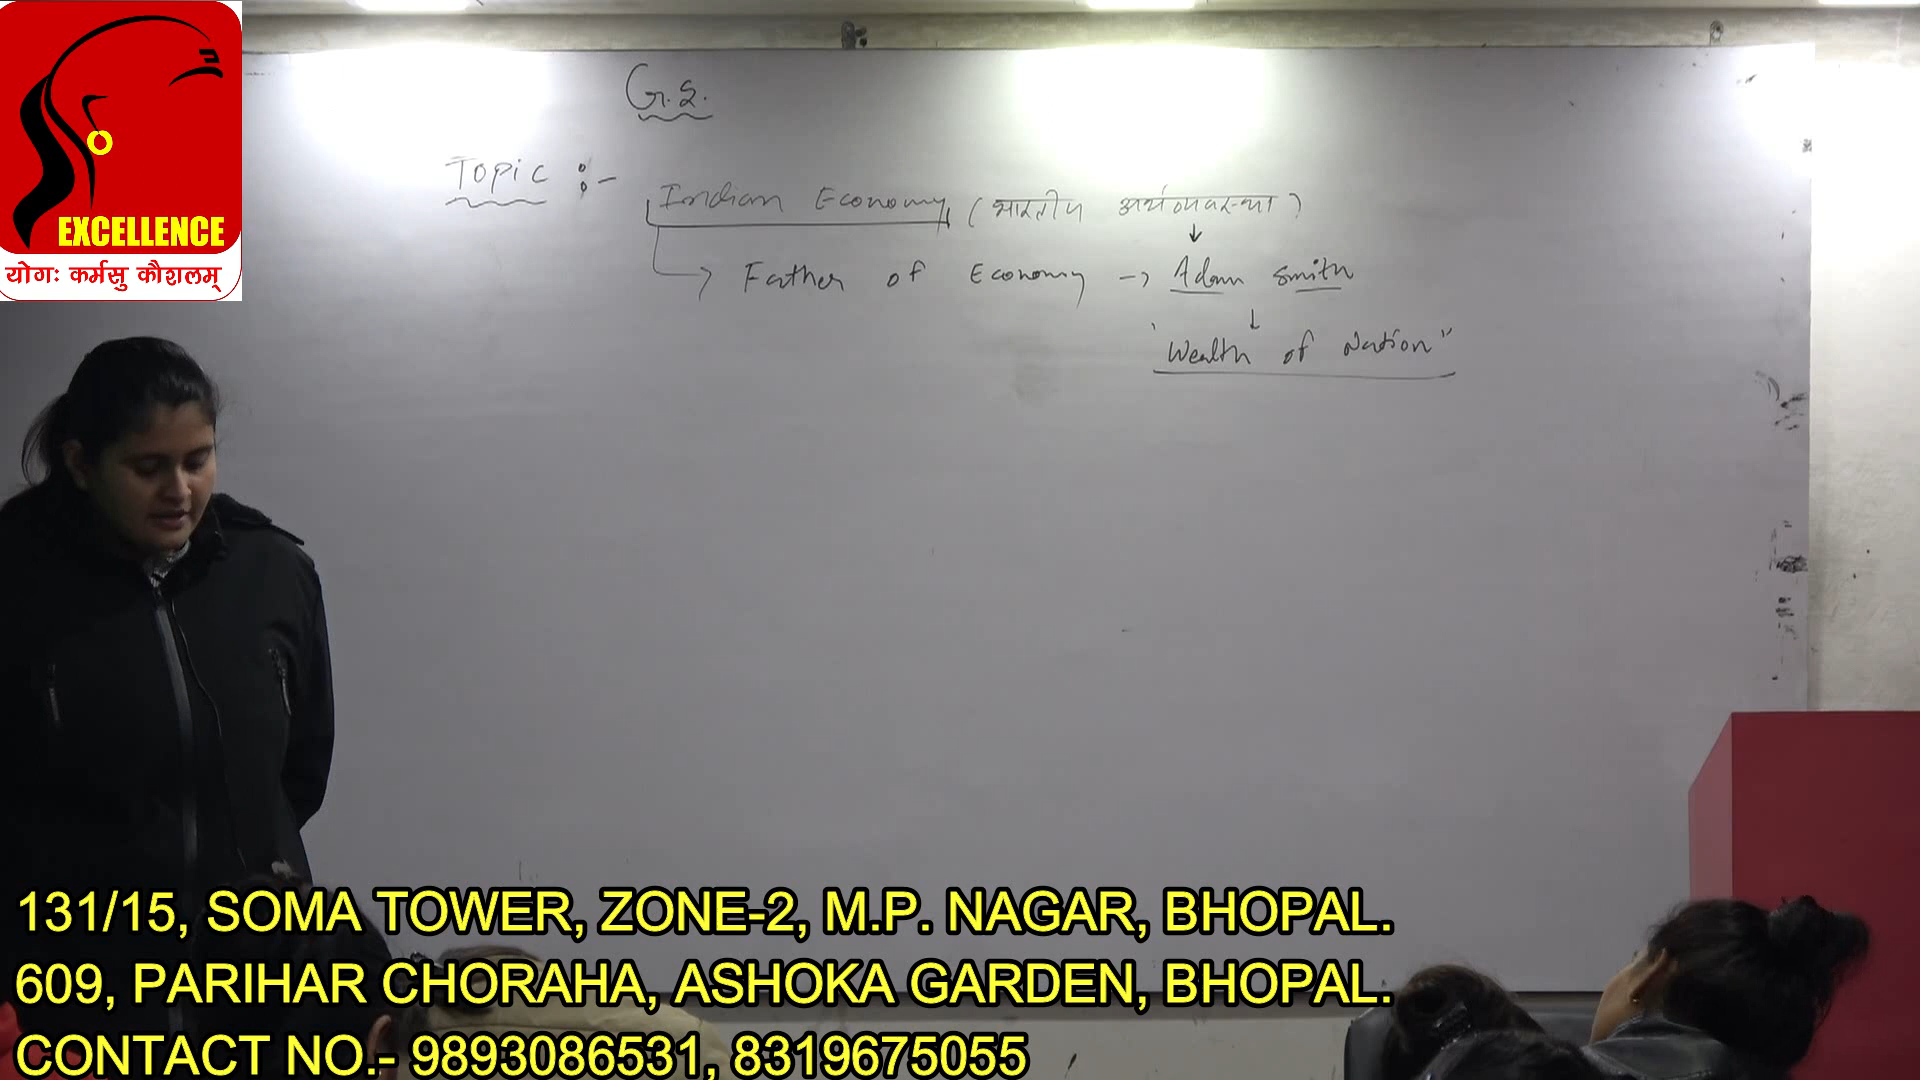 EXCELLENCE
योगः कर्मसु कौशलम्
G.S.
Topic :-
Indian Economy (भारतीय अर्थव्यवस्था)
Father of Economy → Adam Smith
"Wealth of Nation"
131/15, SOMA TOWER, ZONE-2, M.P. NAGAR, BHOPAL.
609, PARIHAR CHORAHA, ASHOKA GARDEN, BHOPAL.
CONTACT NO.- 9893086531, 8319675055